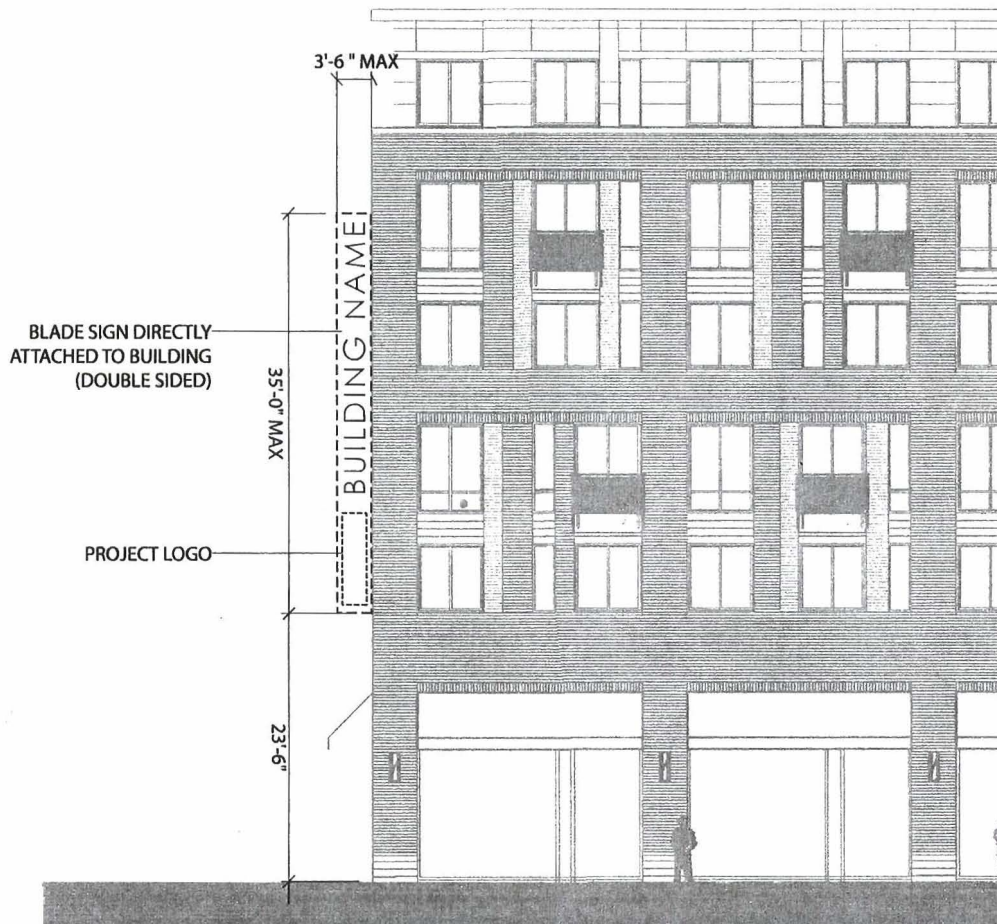 3'-6" MAX
BUILDING NAME
BLADE SIGN DIRECTLY
ATTACHED TO BUILDING
(DOUBLE SIDED)
35'-0" MAX
PROJECT LOGO
23'-6"